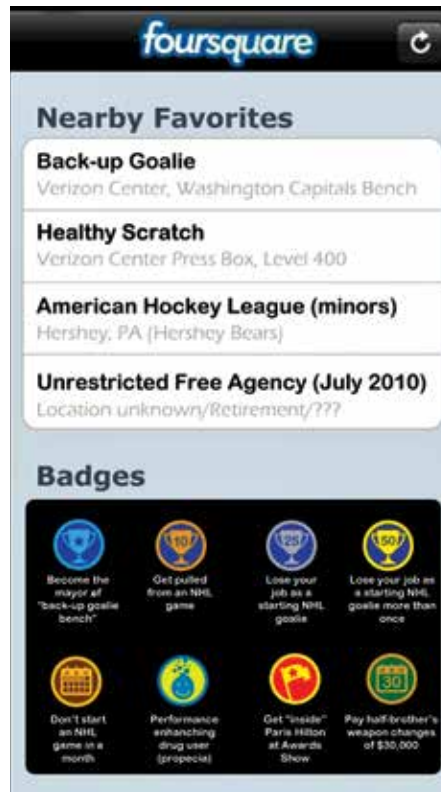 foursquare
Nearby Favorites
Back-up Goalie
Verizon Center, Washington Capitals Bench
Healthy Scratch
Verizon Center Press Box, Level 400
American Hockey League (minors)
Hershey, PA (Hershey Bears)
Unrestricted Free Agency (July 2010)
Location unknown/Retirement/???
Badges
10
25
50
Become the
mayor of
"back-up goalie
bench"
Get pulled
from an NHL
game
Lose your
job as a
starting NHL
goalie
Lose your job as
a starting NHL
goalie more than
once
30
Don't start
an NHL
game in a
month
Performance
enhanching
drug user
(propecia)
Get "inside"
Paris Hilton
at Awards
Show
Pay half-brother's
weapon changes
of $30,000